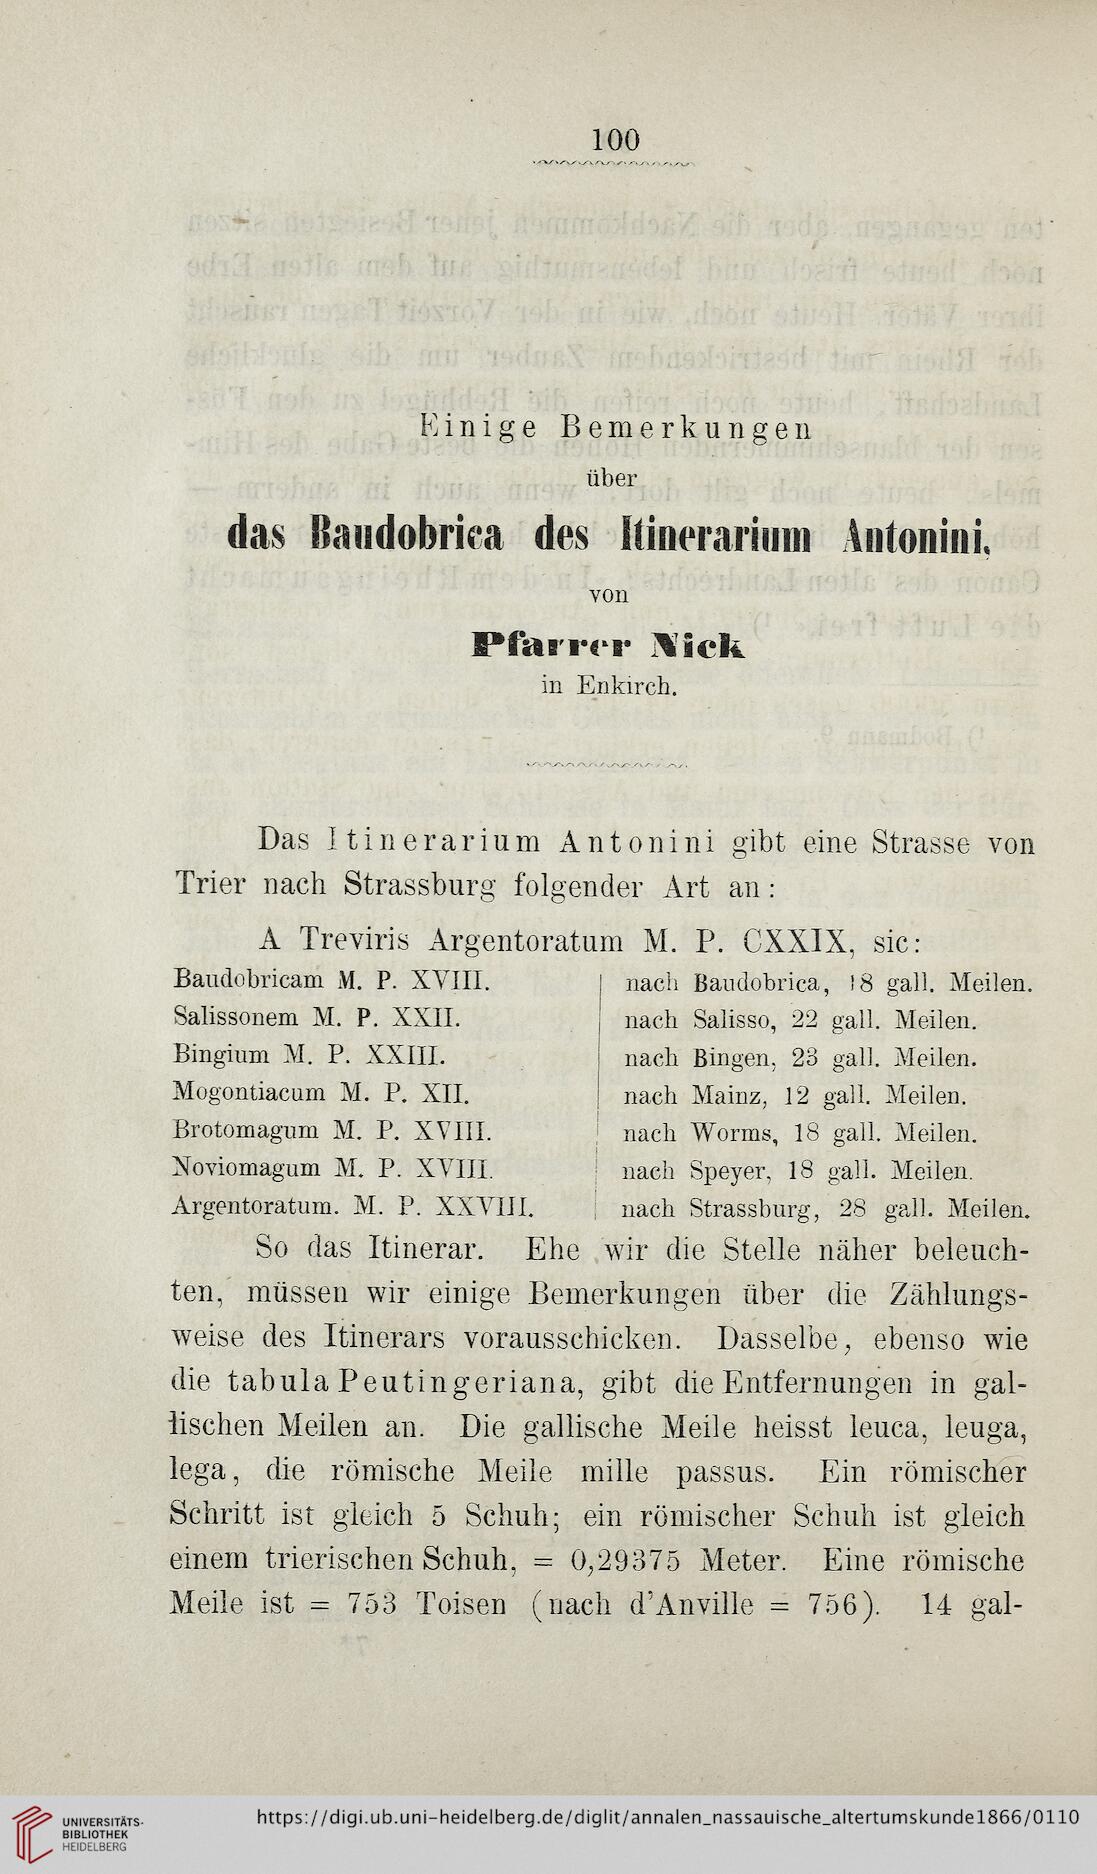 100
Einige Bemerkungen
über
das Baudobrica des Itinerarium Antonini,
von
Pfarrer Nick
in Enkirch.
Das Itinerarium Antonini gibt eine Strasse von
Trier nach Strassburg folgender Art an:
A Treviris Argentoratum M. P. CXXIX, sic:
Baudobricam M. P. XVIII. | nach Baudobrica, 18 gall. Meilen.
Salissonem M. P. XXII. | nach Salisso, 22 gall. Meilen.
Bingium M. P. XXIII. | nach Bingen, 23 gall. Meilen.
Mogontiacum M. P. XII. | nach Mainz, 12 gall. Meilen.
Brotomagum M. P. XVIII. | nach Worms, 18 gall. Meilen.
Noviomagum M. P. XVIII. | nach Speyer, 18 gall. Meilen.
Argentoratum. M. P. XXVIII. | nach Strassburg, 28 gall. Meilen.
So das Itinerar. Ehe wir die Stelle näher beleuch-
ten, müssen wir einige Bemerkungen über die Zählungs-
weise des Itinerars vorausschicken. Dasselbe, ebenso wie
die tabula Peutingeriana, gibt die Entfernungen in gal-
lischen Meilen an. Die gallische Meile heisst leuca, leuga,
lega, die römische Meile mille passus. Ein römischer
Schritt ist gleich 5 Schuh; ein römischer Schuh ist gleich
einem trierischen Schuh, = 0,29375 Meter. Eine römische
Meile ist = 753 Toisen (nach d'Anville = 756). 14 gal-
UNIVERSITÄTS-
BIBLIOTHEK
HEIDELBERG
https://digi.ub.uni-heidelberg.de/diglit/annalen_nassauische_altertumskunde1866/0110